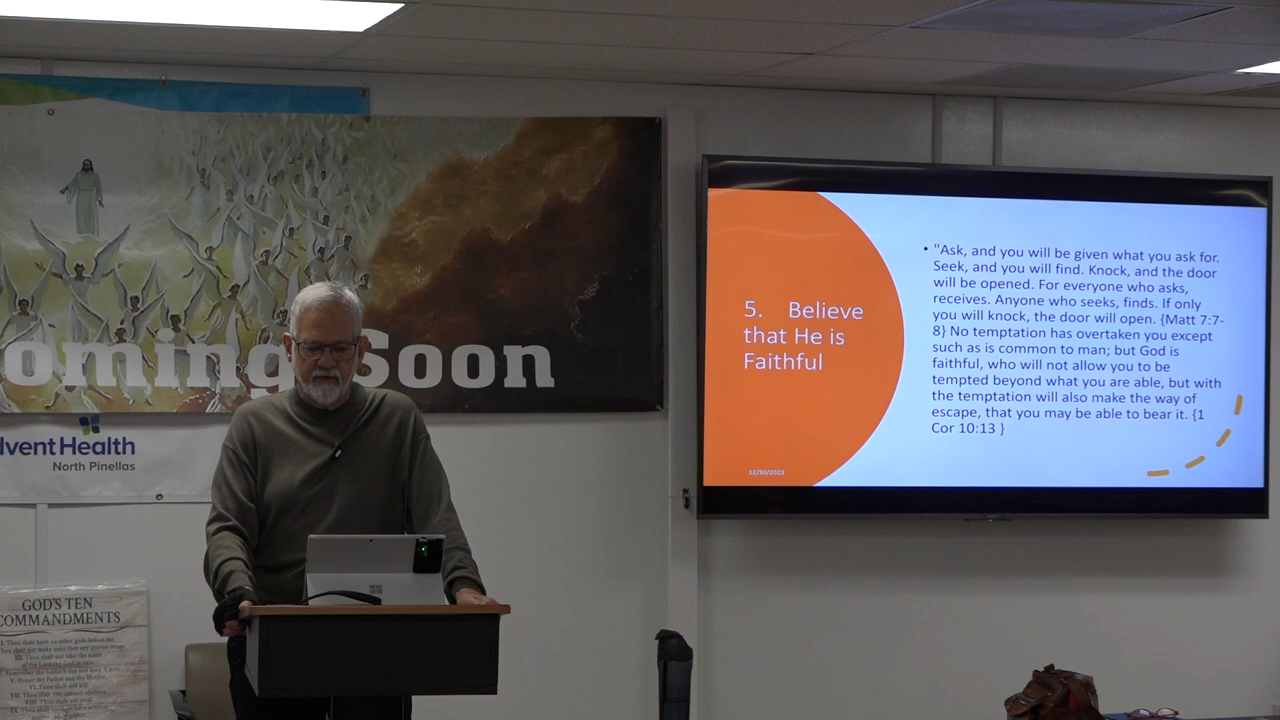 oming Soon
dventHealth
North Pinellas
GOD'S TEN
COMMANDMENTS
5. Believe
that He is
Faithful
12/30/2023
• "Ask, and you will be given what you ask for.
Seek, and you will find. Knock, and the door
will be opened. For everyone who asks,
receives. Anyone who seeks, finds. If only
you will knock, the door will open. {Matt 7:7-
8} No temptation has overtaken you except
such as is common to man; but God is
faithful, who will not allow you to be
tempted beyond what you are able, but with
the temptation will also make the way of
escape, that you may be able to bear it. {1
Cor 10:13 }